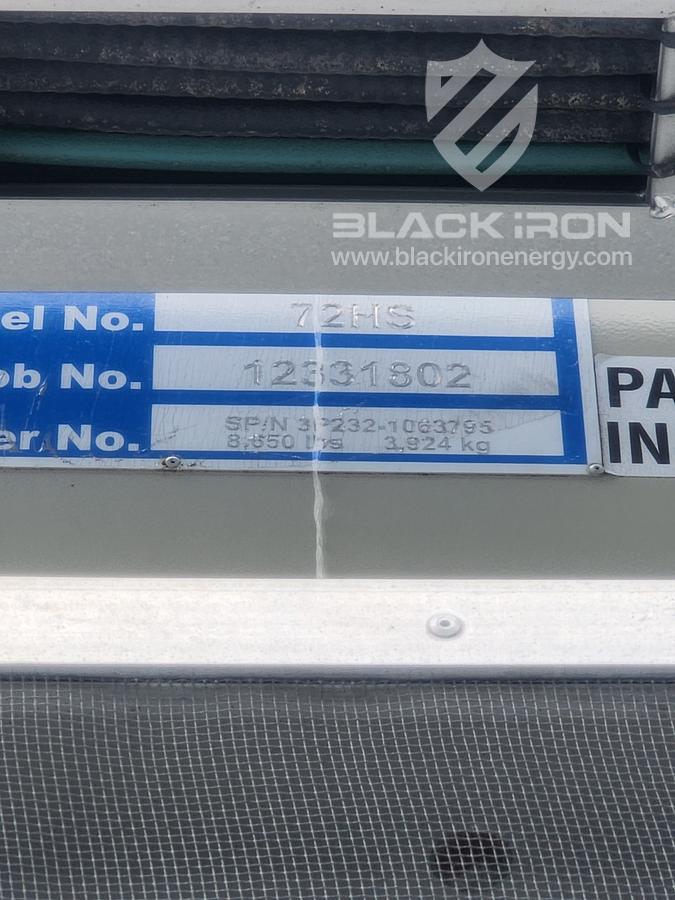 BLACK iRON
www.blackironenergy.com
el No. 72HS
ob No. 12331802
er No. SP/N 3P232-1063795
8,650 lbs 3,924 kg
PA
IN